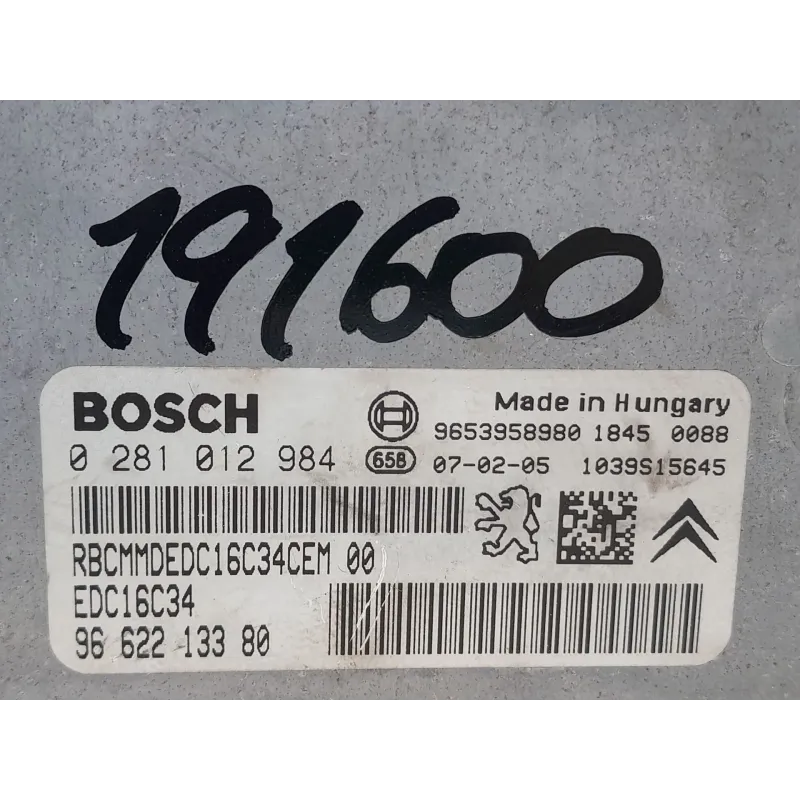 191600
BOSCH
Made in Hungary
9653958980 1845 0088
0 281 012 984 658 07-02-05 1039S15645
RBCMMDEDC16C34CEM 00
EDC16C34
96 622 133 80